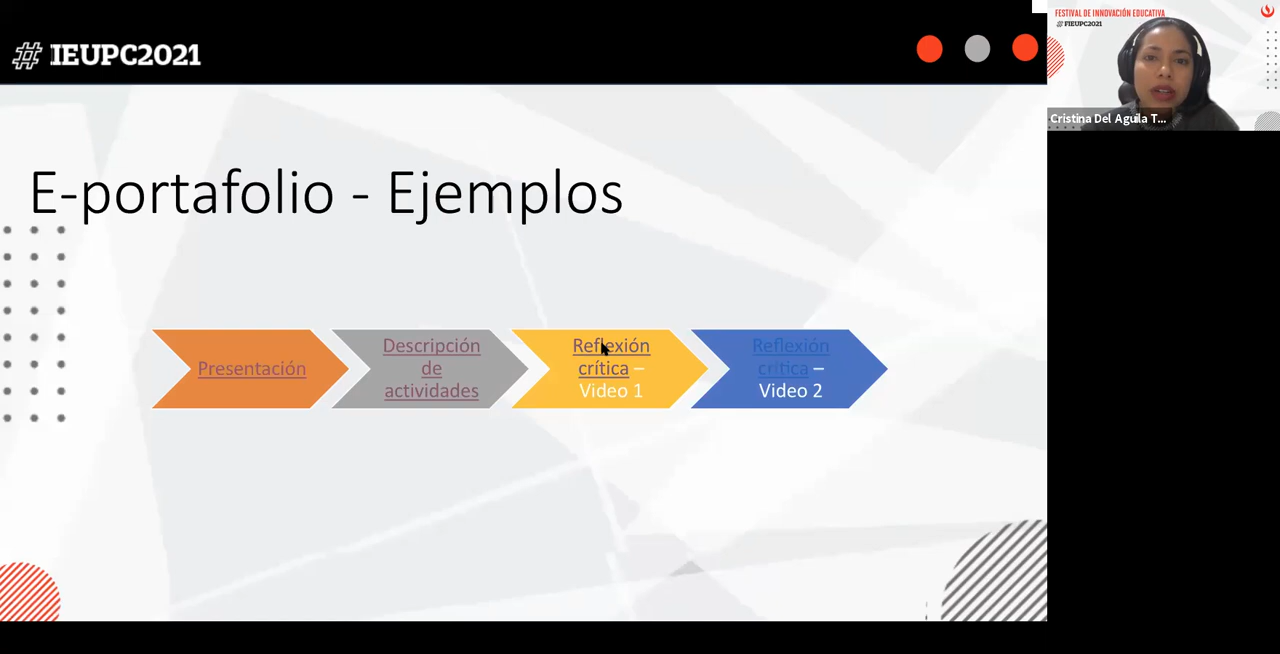 # IEUPC2021
FESTIVAL DE INNOVACIÓN EDUCATIVA
# FIEUPC2021
Cristina Del Aguila T...
E-portafolio - Ejemplos
Presentación
Descripción
de
actividades
Reflexión
crítica –
Video 1
Reflexión
crítica –
Video 2